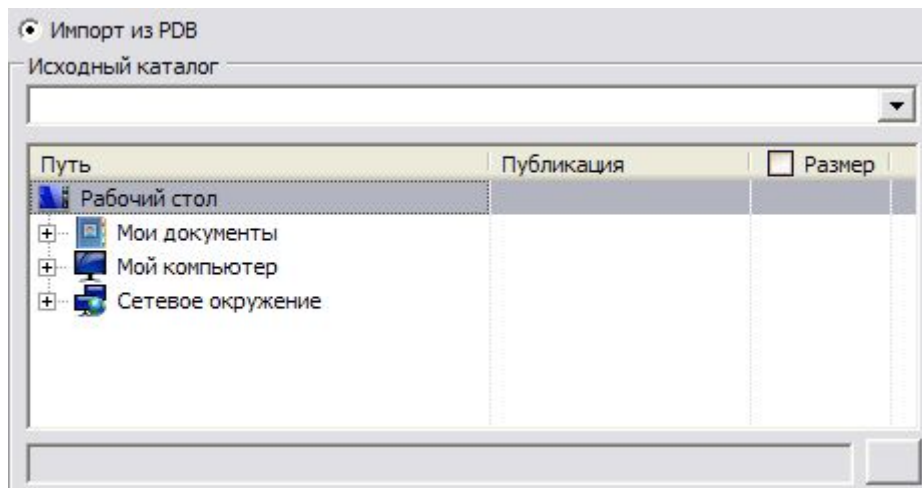 Импорт из PDB
Исходный каталог
Путь Публикация Размер
Рабочий стол
Мои документы
Мой компьютер
Сетевое окружение